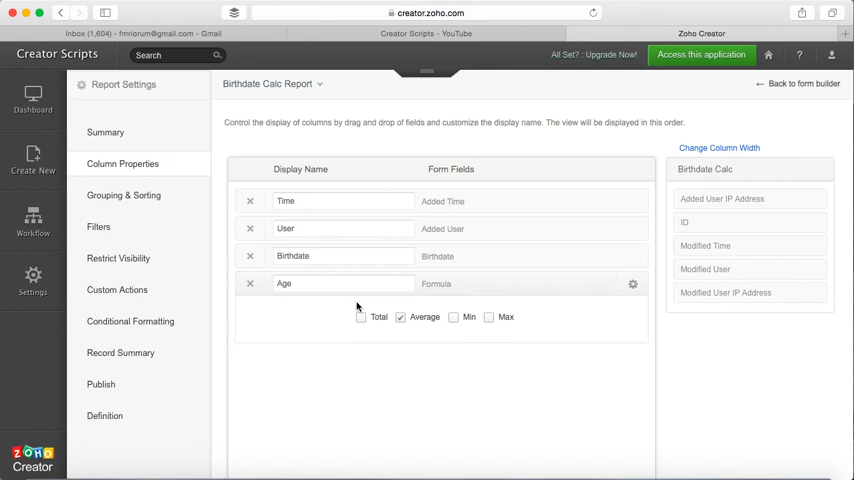 creator.zoho.com
Inbox (1,604) - fmriorum@gmail.com - Gmail
Creator Scripts - YouTube
Zoho Creator
Creator Scripts
Search
All Set? : Upgrade Now!
Access this application
?
Dashboard
Create New
Workflow
Settings
ZOHO
Creator
Report Settings
Summary
Column Properties
Grouping & Sorting
Filters
Restrict Visibility
Custom Actions
Conditional Formatting
Record Summary
Publish
Definition
Birthdate Calc Report
← Back to form builder
Control the display of columns by drag and drop of fields and customize the display name. The view will be displayed in this order.
Change Column Width
Display Name Form Fields
Time Added Time
User Added User
Birthdate Birthdate
Age Formula
Total Average Min Max
Birthdate Calc
Added User IP Address
ID
Modified Time
Modified User
Modified User IP Address